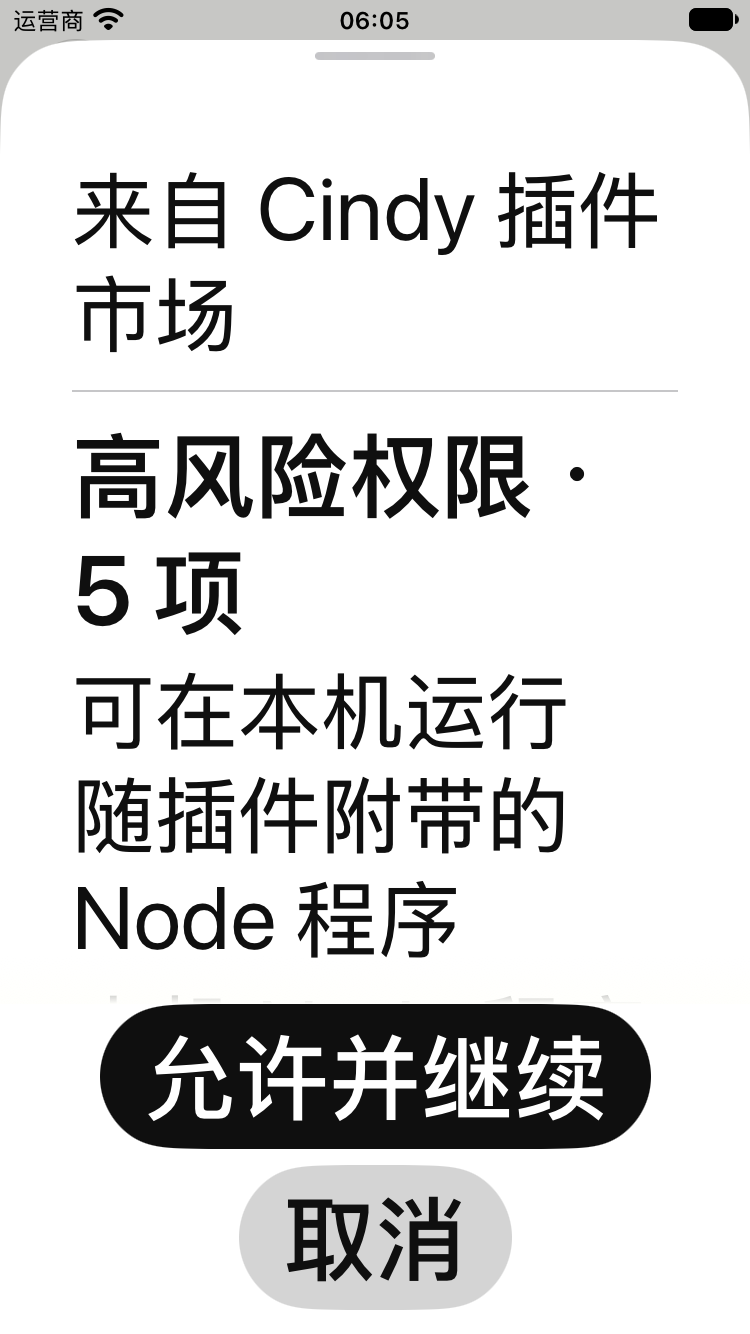 运营商
06:05
来自 Cindy 插件
市场
高风险权限 ·
5 项
可在本机运行
随插件附带的
Node 程序
允许并继续
取消